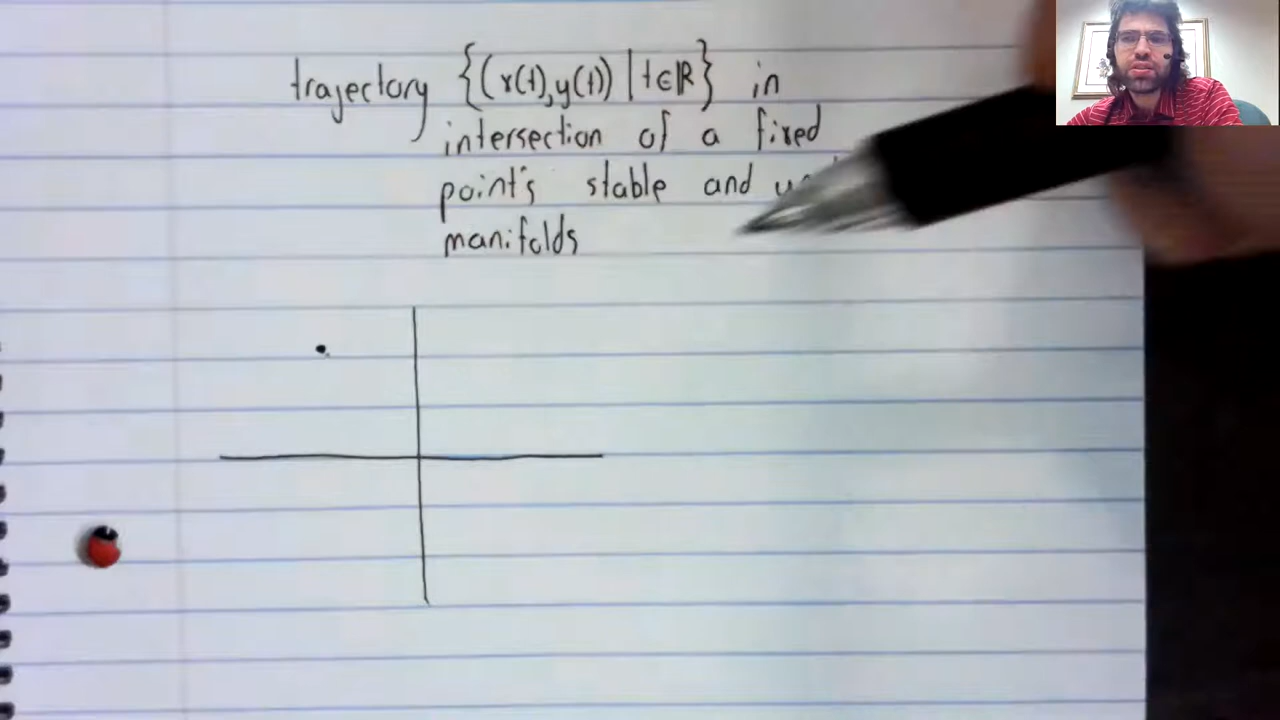 trajectory {(x(t),y(t)) | t∈ℝ} in
intersection of a fixed
point's stable and
manifolds